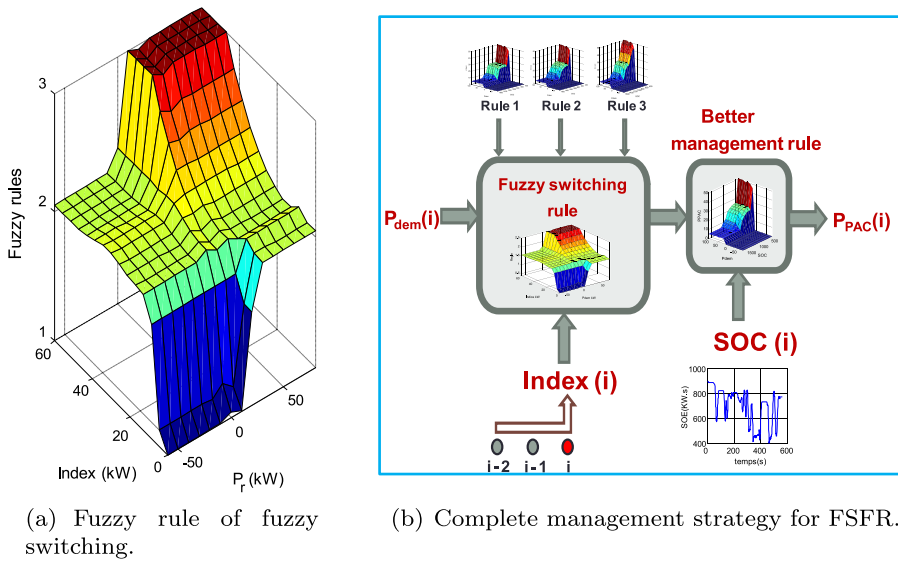 3
2
1
Fuzzy rules
60
40
20
0
Index (kW)
-50
0
50
P_r (kW)
(a) Fuzzy rule of fuzzy
switching.
Rule 1
Rule 2
Rule 3
Better
management rule
Fuzzy switching
rule
P_dem(i)
P_PAC(i)
Index (i)
i-2
i-1
i
SOC (i)
1000
800
600
400
SOE(KW.s)
0
200
400
600
temps(s)
(b) Complete management strategy for FSFR.